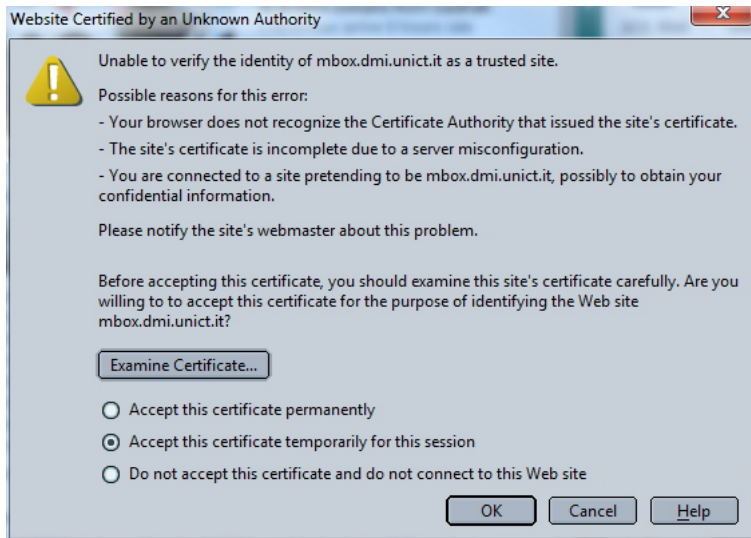 Website Certified by an Unknown Authority
Unable to verify the identity of mbox.dmi.unict.it as a trusted site.
Possible reasons for this error:
- Your browser does not recognize the Certificate Authority that issued the site's certificate.
- The site's certificate is incomplete due to a server misconfiguration.
- You are connected to a site pretending to be mbox.dmi.unict.it, possibly to obtain your
confidential information.
Please notify the site's webmaster about this problem.
Before accepting this certificate, you should examine this site's certificate carefully. Are you
willing to to accept this certificate for the purpose of identifying the Web site
mbox.dmi.unict.it?
Examine Certificate...
Accept this certificate permanently
Accept this certificate temporarily for this session
Do not accept this certificate and do not connect to this Web site
OK Cancel Help